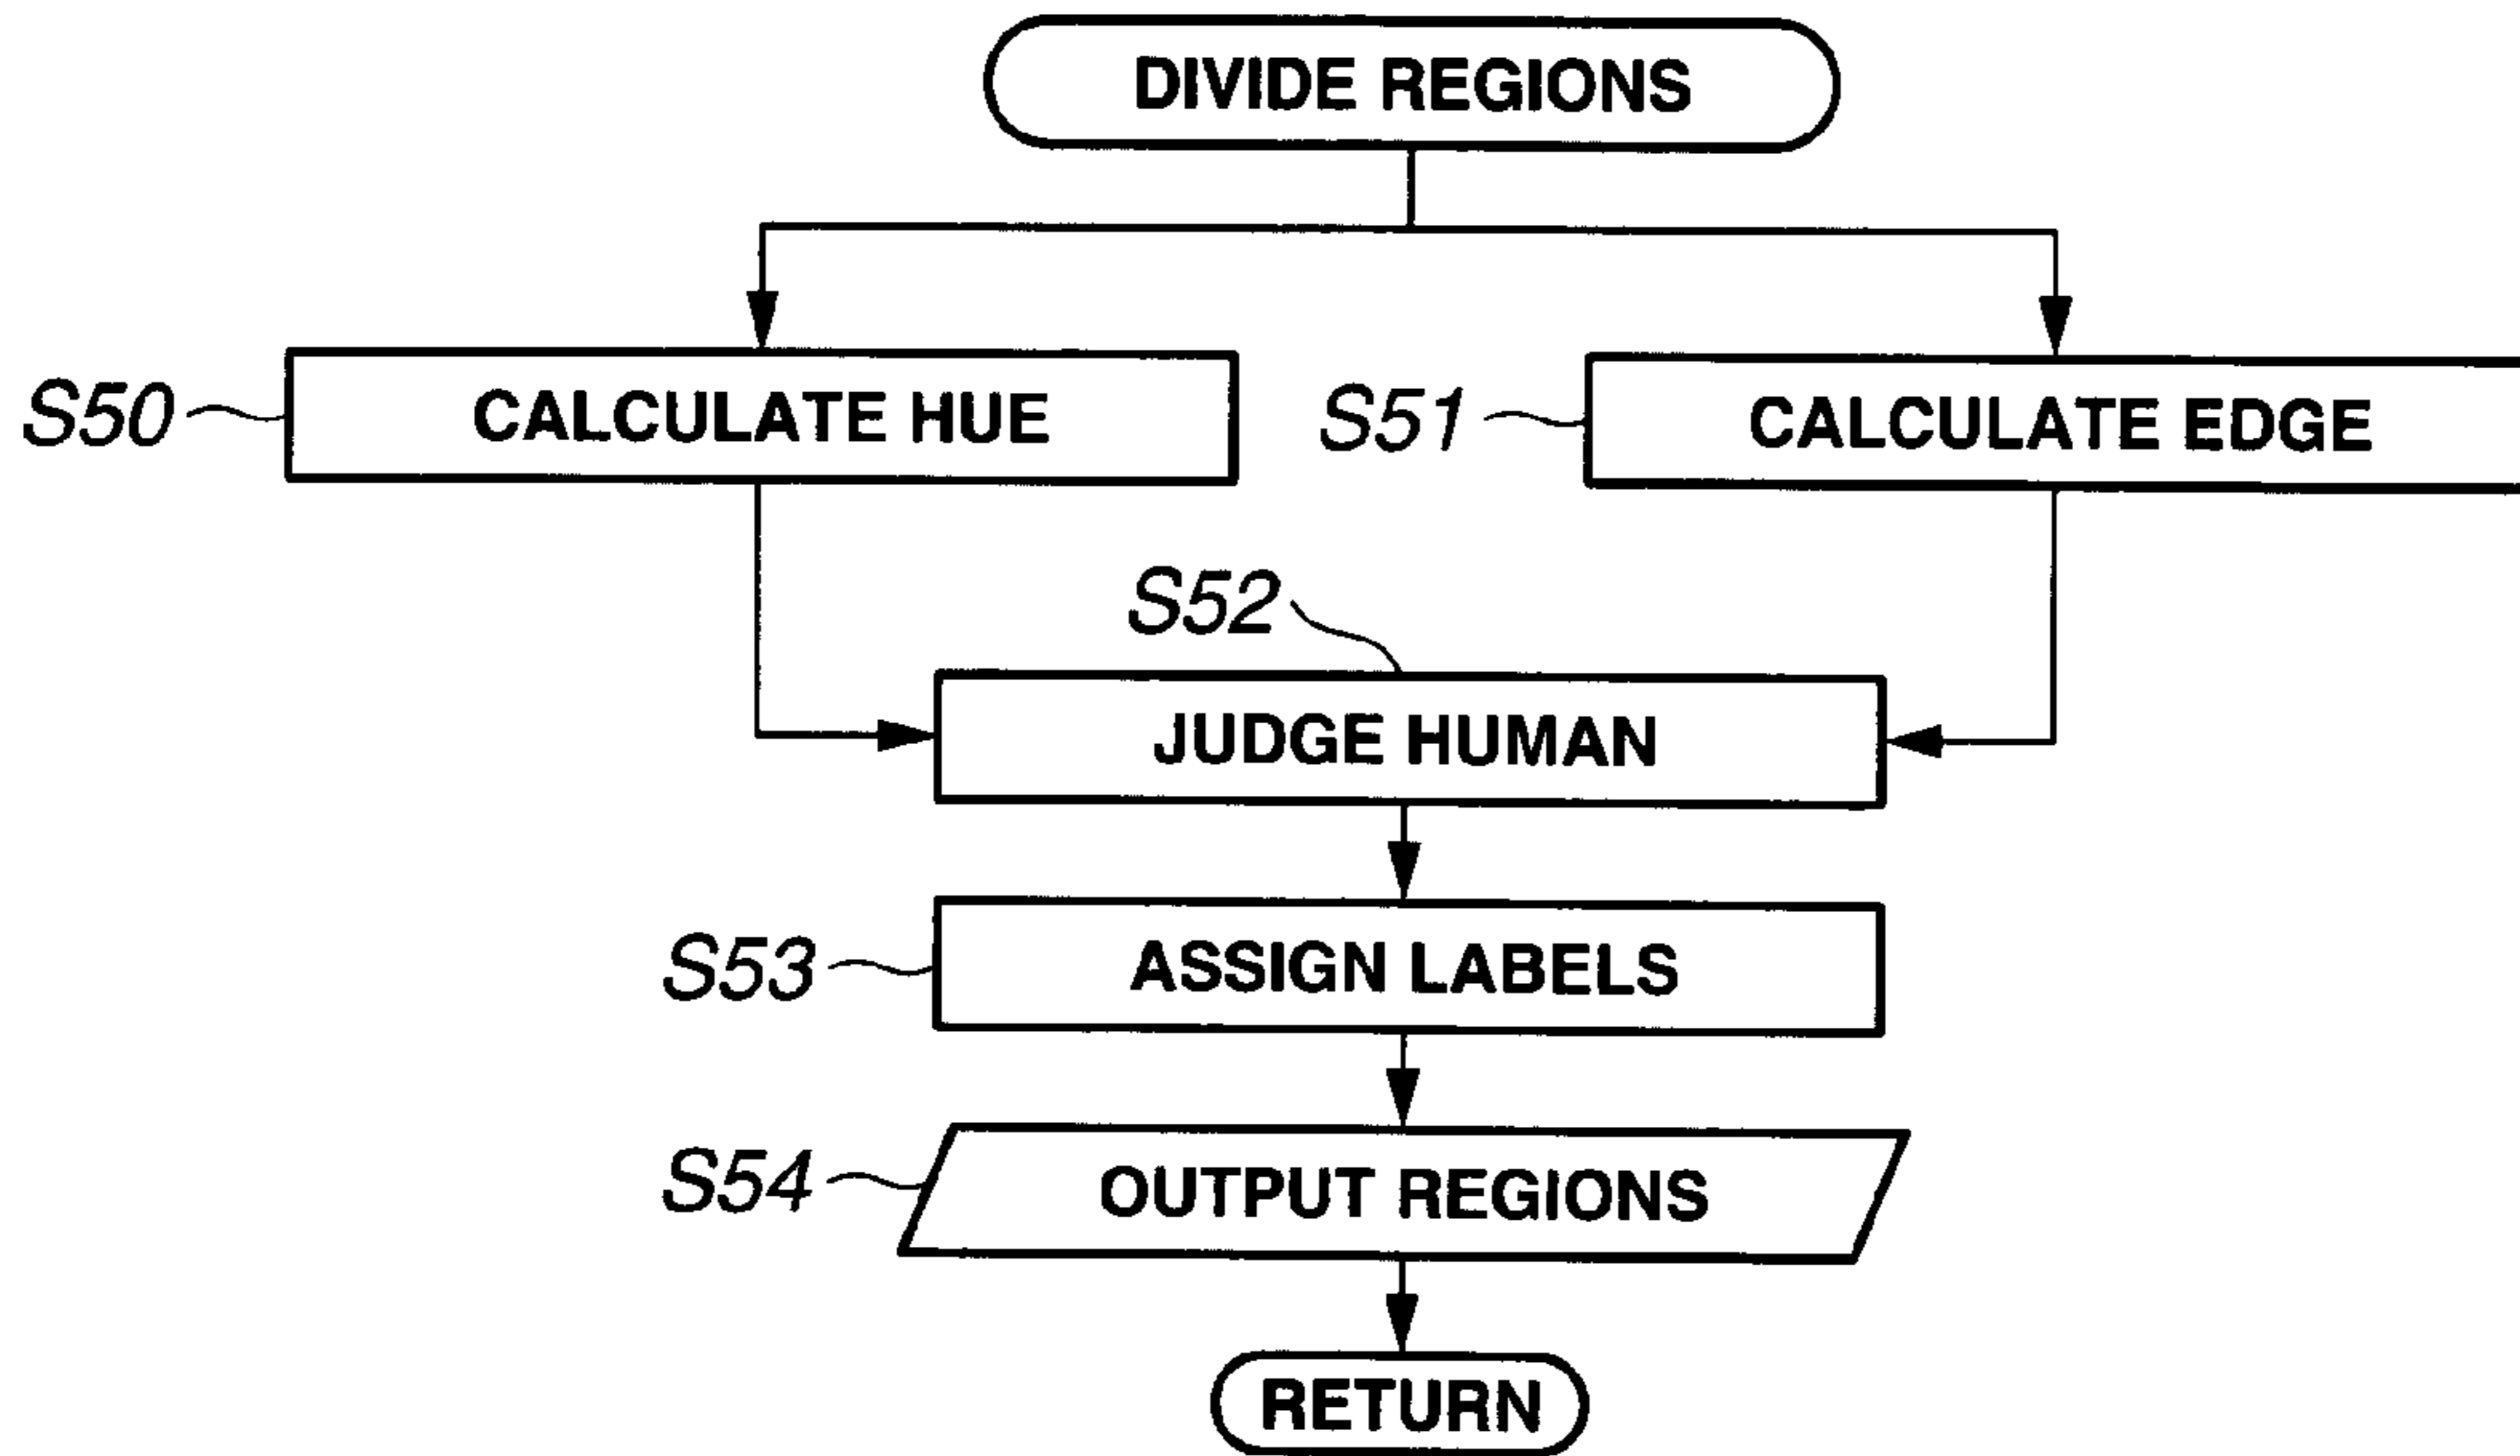 DIVIDE REGIONS
S50
CALCULATE HUE
S51
CALCULATE EDGE
S52
JUDGE HUMAN
S53
ASSIGN LABELS
S54
OUTPUT REGIONS
RETURN